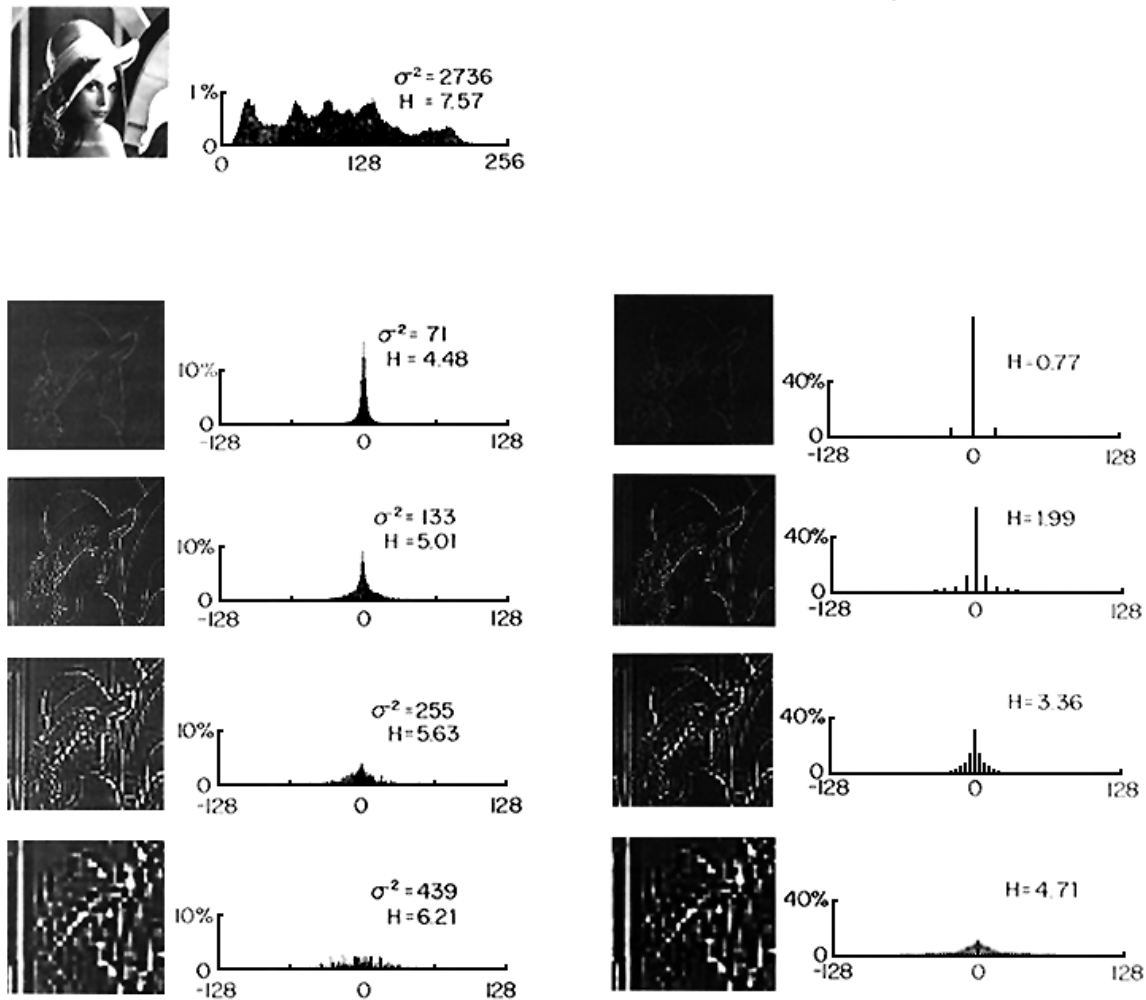 σ² = 2736
1%
H = 7.57
0
0 128 256
σ² = 71
H = 4.48
10%
0
-128 0 128
H = 0.77
40%
0
-128 0 128
σ² = 133
H = 5.01
10%
0
-128 0 128
H = 1.99
40%
0
-128 0 128
σ² = 255
H = 5.63
10%
0
-128 0 128
H = 3.36
40%
0
-128 0 128
σ² = 439
H = 6.21
10%
0
-128 0 128
H = 4.71
40%
0
-128 0 128